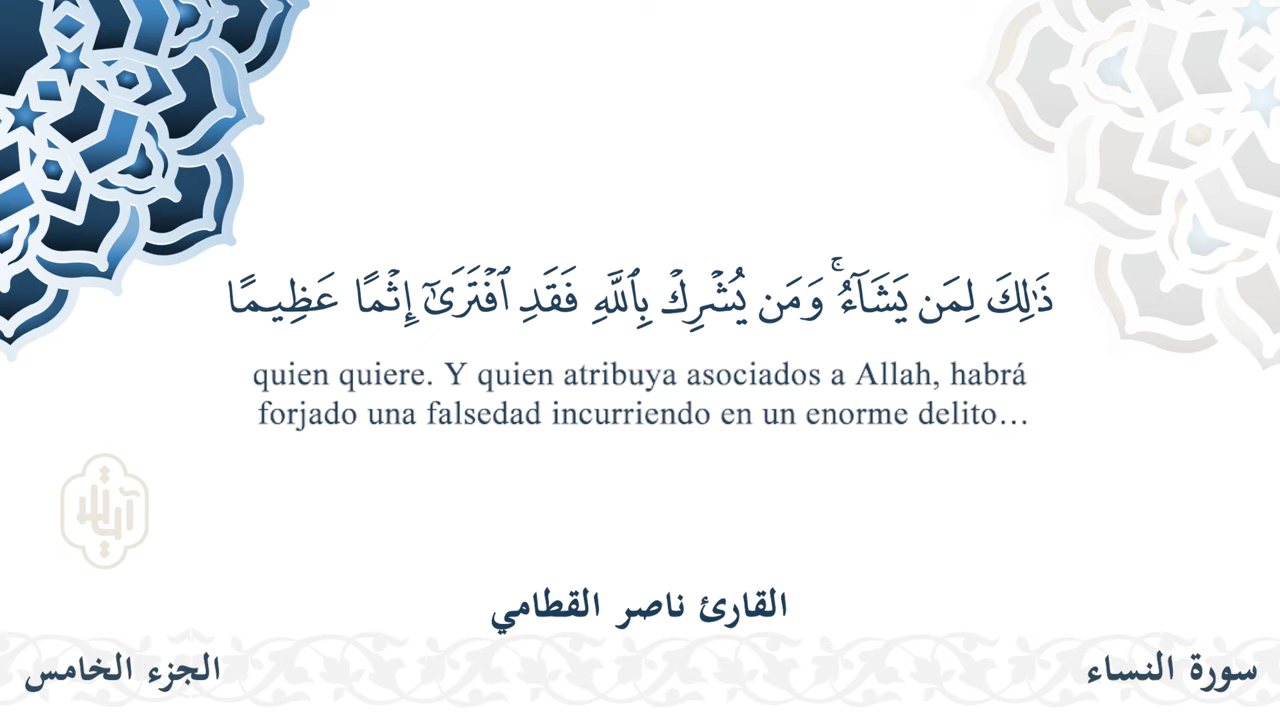 ذَٰلِكَ لِمَن يَشَآءُ ۚ وَمَن يُشْرِكْ بِٱللَّهِ فَقَدِ ٱفْتَرَىٰٓ إِثْمًا عَظِيمًا
quien quiere. Y quien atribuya asociados a Allah, habrá
forjado una falsedad incurriendo en un enorme delito…
القارئ ناصر القطامي
سورة النساء
الجزء الخامس